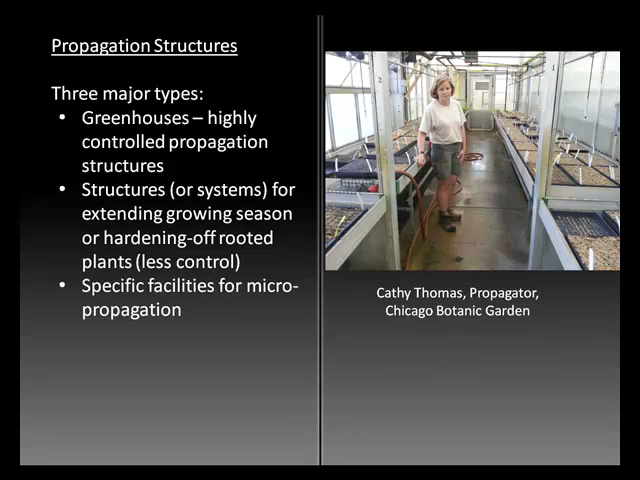 Propagation Structures
Three major types:
• Greenhouses – highly
controlled propagation
structures
• Structures (or systems) for
extending growing season
or hardening-off rooted
plants (less control)
• Specific facilities for micro-
propagation
Cathy Thomas, Propagator,
Chicago Botanic Garden